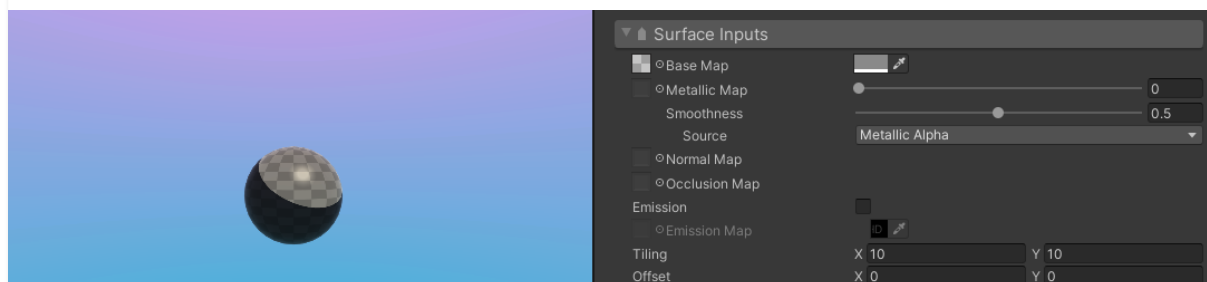 Surface Inputs
Base Map
Metallic Map 0
Smoothness 0.5
Source Metallic Alpha
Normal Map
Occlusion Map
Emission
Emission Map
Tiling X 10 Y 10
Offset X 0 Y 0